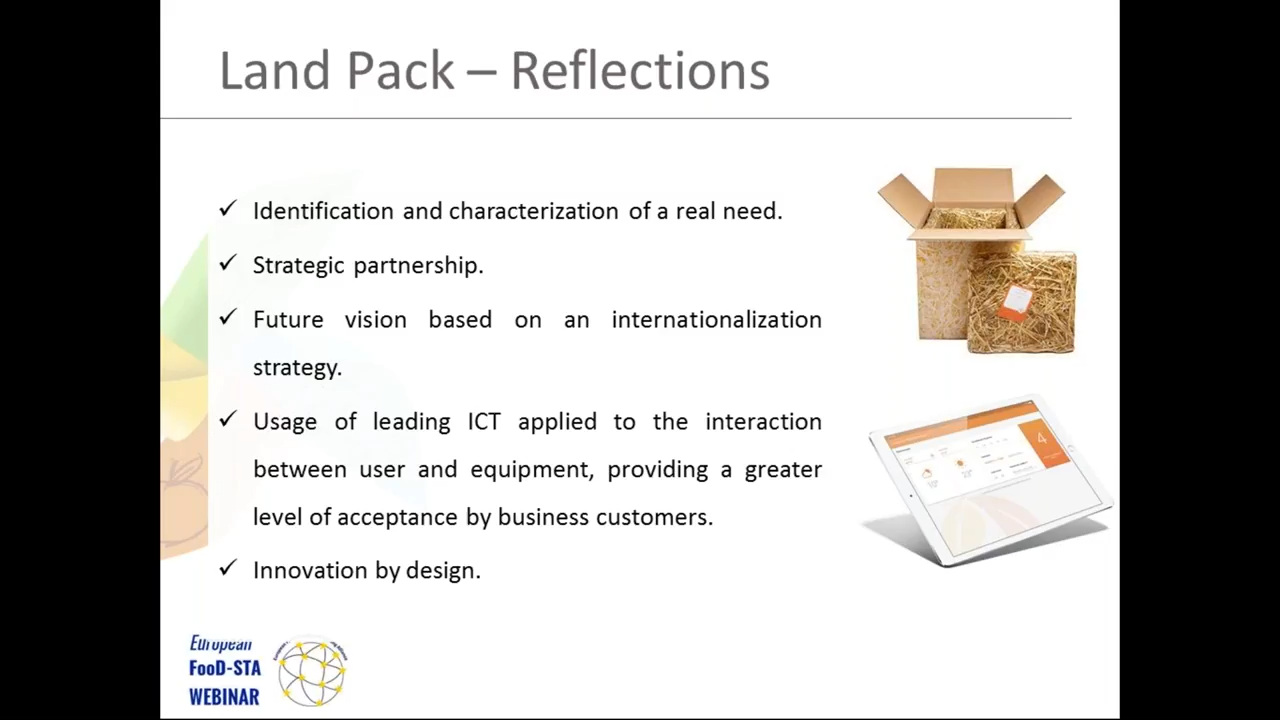 Land Pack – Reflections
✓ Identification and characterization of a real need.
✓ Strategic partnership.
✓ Future vision based on an internationalization
strategy.
✓ Usage of leading ICT applied to the interaction
between user and equipment, providing a greater
level of acceptance by business customers.
✓ Innovation by design.
4
European
FooD-STA
WEBINAR